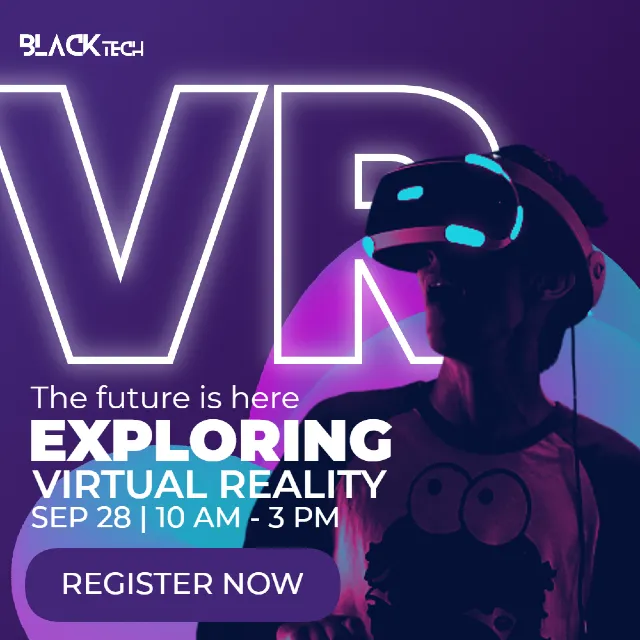 BLACK TECH
VR
The future is here
EXPLORING
VIRTUAL REALITY
SEP 28 | 10 AM - 3 PM
REGISTER NOW